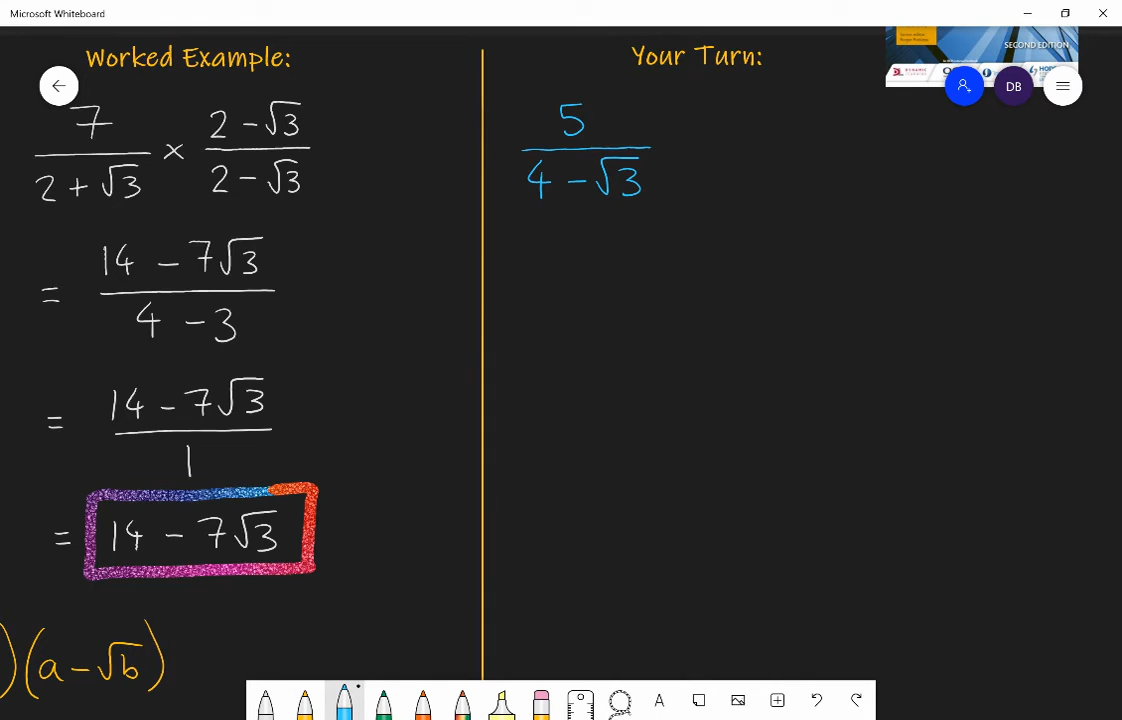 Microsoft Whiteboard
Worked Example:
7 / 2 + √3 × 2 - √3 / 2 - √3
= 14 - 7√3 / 4 - 3
= 14 - 7√3 / 1
= 14 - 7√3
)(a - √b)
Your Turn:
5 / 4 - √3
SECOND EDITION
DB
A